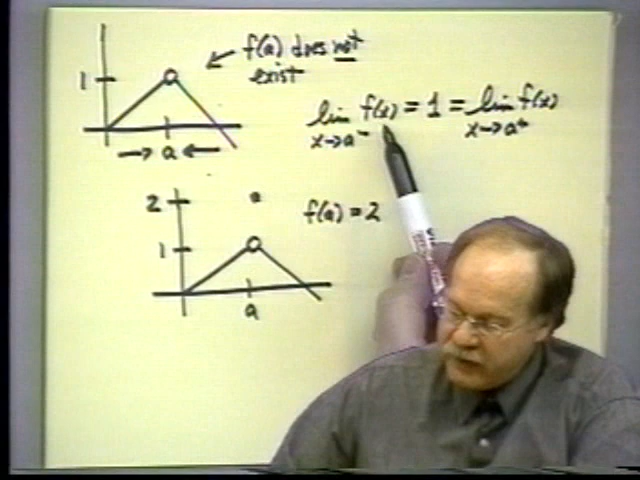 f(a) does not
exist
1
lim f(x) = 1 = lim f(x)
x→a⁻ x→a⁺
→ a ←
2
f(a) = 2
1
a